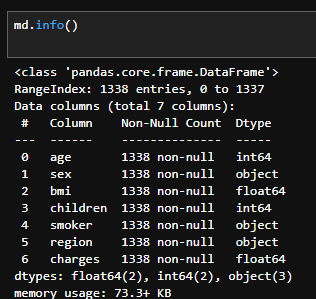 md.info()
<class 'pandas.core.frame.DataFrame'>
RangeIndex: 1338 entries, 0 to 1337
Data columns (total 7 columns):
 #   Column    Non-Null Count  Dtype
---  ------    --------------  -----
 0   age       1338 non-null   int64
 1   sex       1338 non-null   object
 2   bmi       1338 non-null   float64
 3   children  1338 non-null   int64
 4   smoker    1338 non-null   object
 5   region    1338 non-null   object
 6   charges   1338 non-null   float64
dtypes: float64(2), int64(2), object(3)
memory usage: 73.3+ KB